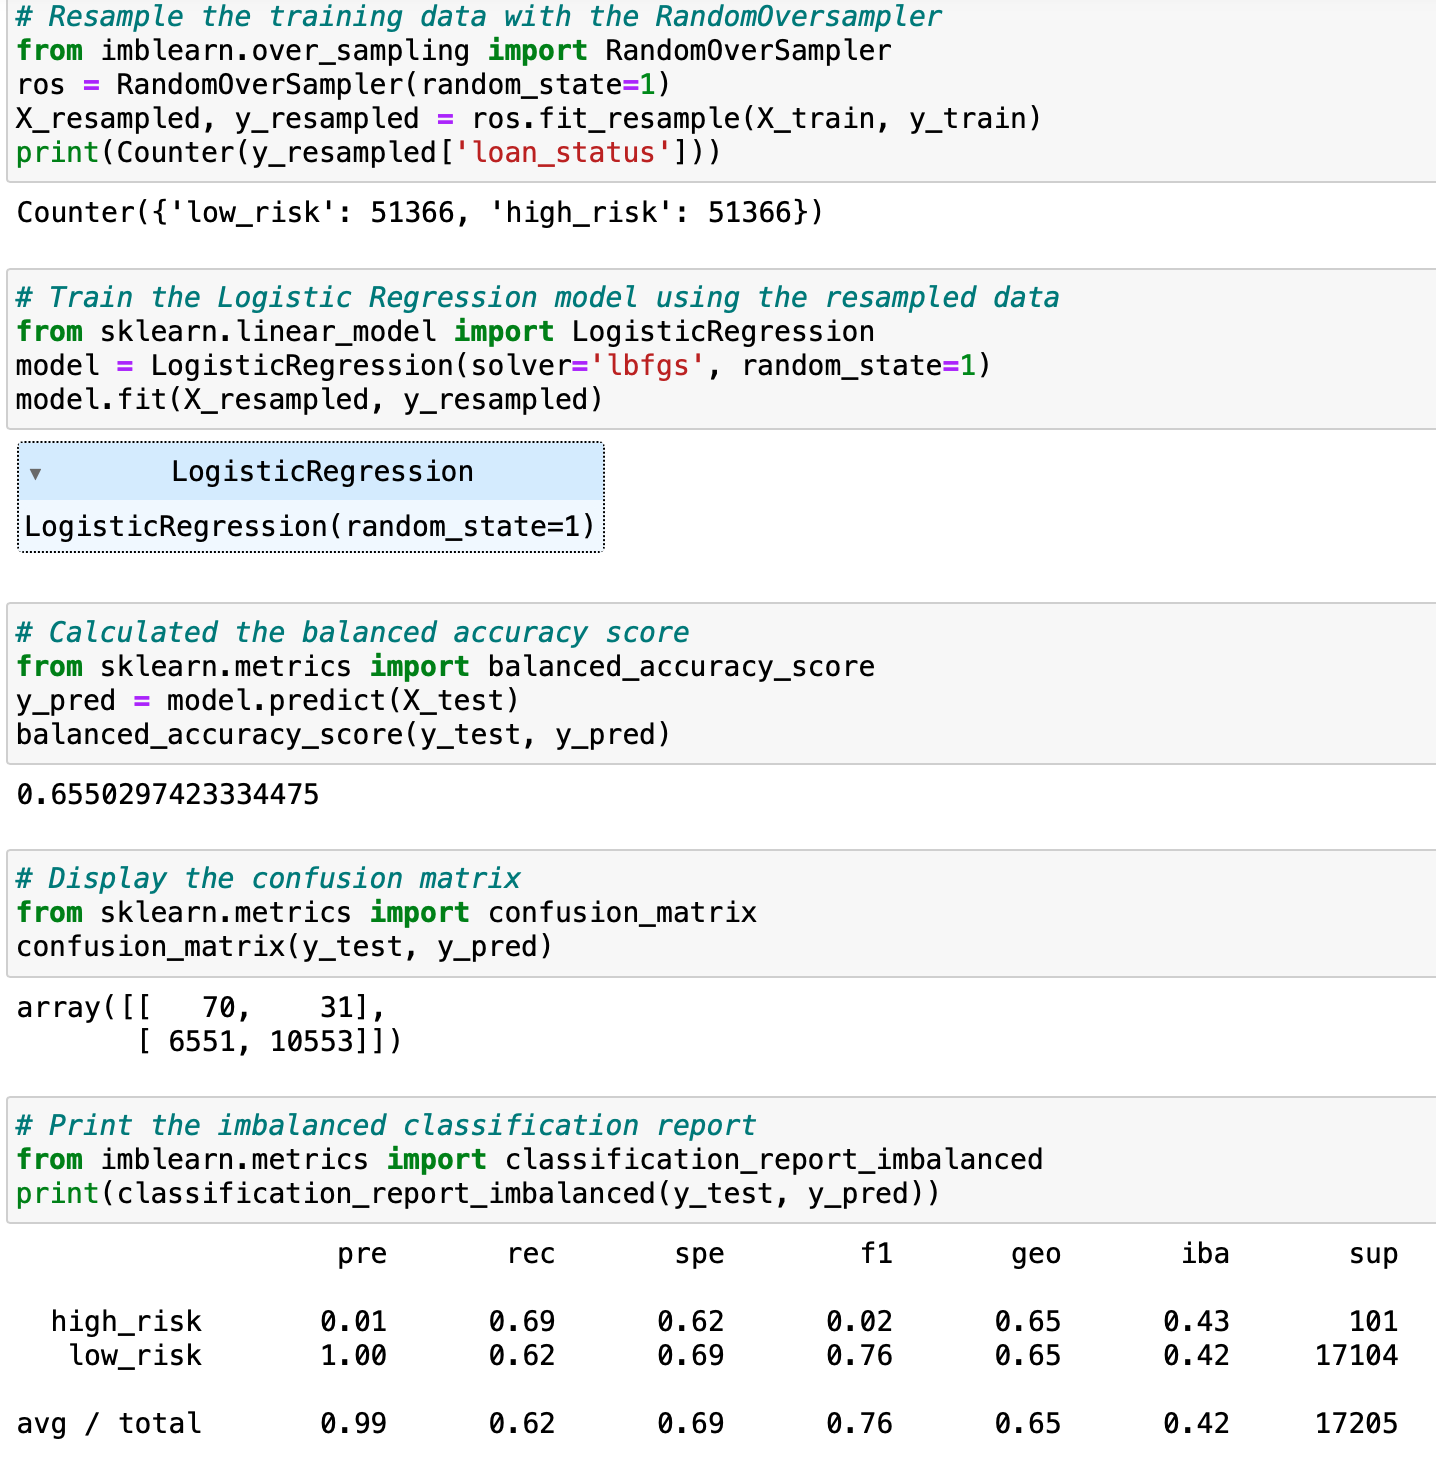 # Resample the training data with the RandomOversampler
from imblearn.over_sampling import RandomOverSampler
ros = RandomOverSampler(random_state=1)
X_resampled, y_resampled = ros.fit_resample(X_train, y_train)
print(Counter(y_resampled['loan_status']))
Counter({'low_risk': 51366, 'high_risk': 51366})
# Train the Logistic Regression model using the resampled data
from sklearn.linear_model import LogisticRegression
model = LogisticRegression(solver='lbfgs', random_state=1)
model.fit(X_resampled, y_resampled)
▼ LogisticRegression
LogisticRegression(random_state=1)
# Calculated the balanced accuracy score
from sklearn.metrics import balanced_accuracy_score
y_pred = model.predict(X_test)
balanced_accuracy_score(y_test, y_pred)
0.6550297423334475
# Display the confusion matrix
from sklearn.metrics import confusion_matrix
confusion_matrix(y_test, y_pred)
array([[   70,    31],
       [ 6551, 10553]])
# Print the imbalanced classification report
from imblearn.metrics import classification_report_imbalanced
print(classification_report_imbalanced(y_test, y_pred))
                   pre       rec       spe        f1       geo       iba       sup
  high_risk       0.01      0.69      0.62      0.02      0.65      0.43       101
   low_risk       1.00      0.62      0.69      0.76      0.65      0.42     17104
avg / total       0.99      0.62      0.69      0.76      0.65      0.42     17205